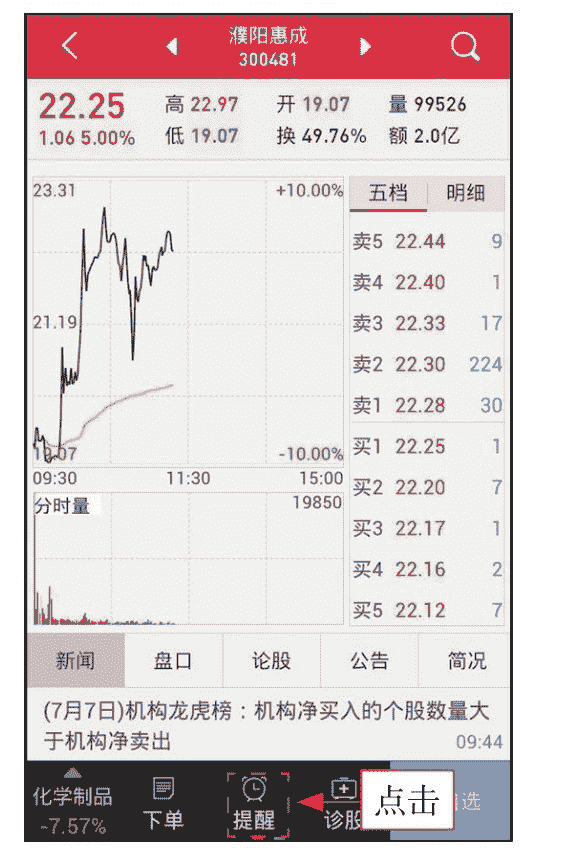 濮阳惠成
300481
22.25
1.06 5.00%
高 22.97 开 19.07 量 99526
低 19.07 换 49.76% 额 2.0亿
23.31 +10.00%
21.19
19.07 -10.00%
09:30 11:30 15:00
分时量 19850
五档 明细
卖5 22.44 9
卖4 22.40 1
卖3 22.33 17
卖2 22.30 224
卖1 22.28 30
买1 22.25 1
买2 22.20 7
买3 22.17 1
买4 22.16 2
买5 22.12 7
新闻 盘口 论股 公告 简况
(7月7日)机构龙虎榜：机构净买入的个股数量大
于机构净卖出 09:44
化学制品
-7.57%
下单
提醒
诊股
点击
选